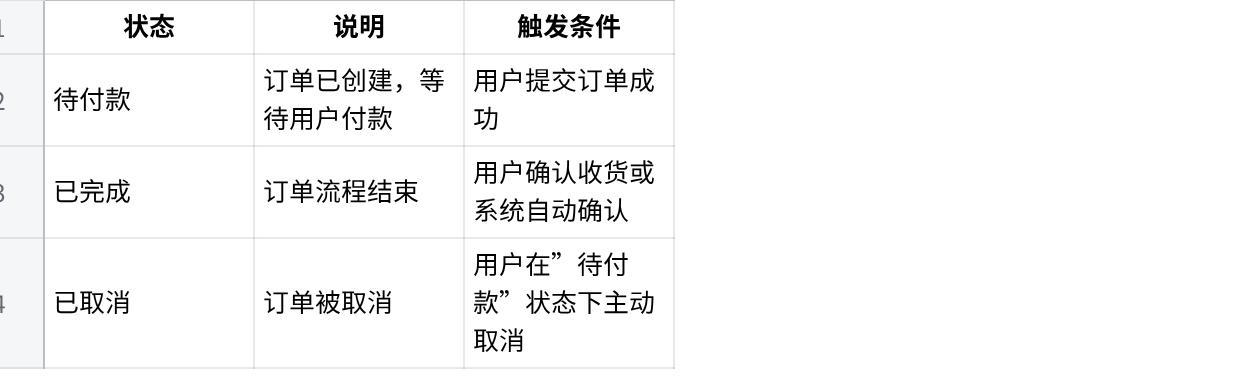 1 状态 说明 触发条件
2 待付款 订单已创建，等 用户提交订单成
待用户付款 功
3 已完成 订单流程结束 用户确认收货或
系统自动确认
4 已取消 订单被取消 用户在”待付
款”状态下主动
取消